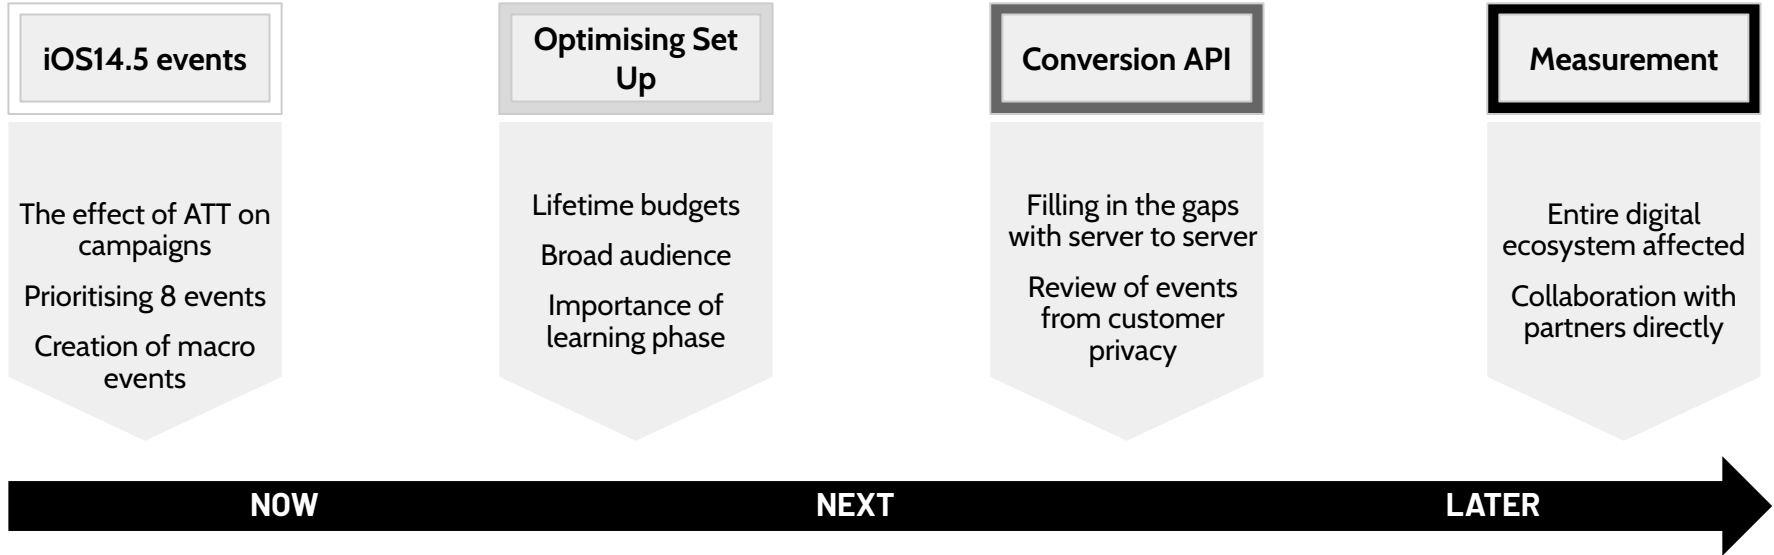 iOS14.5 events
Optimising Set
Up
Conversion API
Measurement
The effect of ATT on
campaigns
Prioritising 8 events
Creation of macro
events
Lifetime budgets
Broad audience
Importance of
learning phase
Filling in the gaps
with server to server
Review of events
from customer
privacy
Entire digital
ecosystem affected
Collaboration with
partners directly
NOW
NEXT
LATER